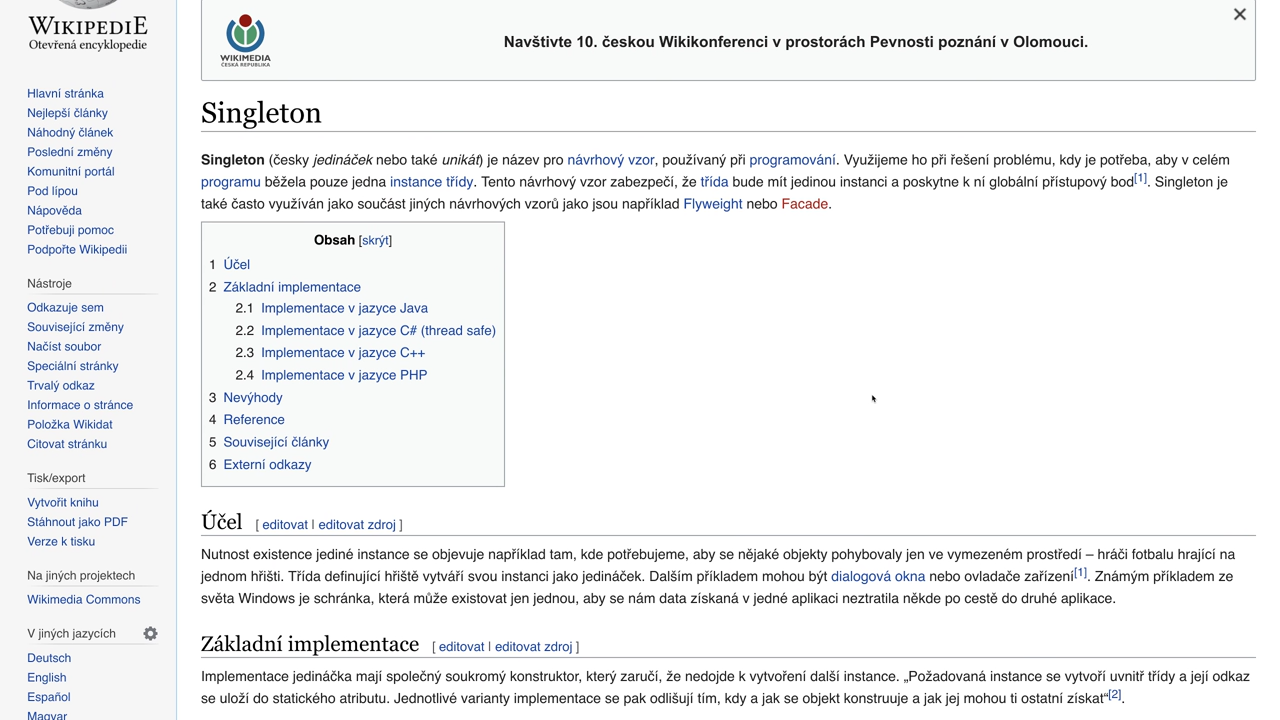 WIKIPEDIE
Otevřená encyklopedie
Hlavní stránka
Nejlepší články
Náhodný článek
Poslední změny
Komunitní portál
Pod lípou
Nápověda
Potřebuji pomoc
Podpořte Wikipedii
Nástroje
Odkazuje sem
Související změny
Načíst soubor
Speciální stránky
Trvalý odkaz
Informace o stránce
Položka Wikidat
Citovat stránku
Tisk/export
Vytvořit knihu
Stáhnout jako PDF
Verze k tisku
Na jiných projektech
Wikimedia Commons
V jiných jazycích
Deutsch
English
Español
Magyar
WIKIMEDIA
ČESKÁ REPUBLIKA
Navštivte 10. českou Wikikonferenci v prostorách Pevnosti poznání v Olomouci.
Singleton
Singleton (česky jedináček nebo také unikát) je název pro návrhový vzor, používaný při programování. Využijeme ho při řešení problému, kdy je potřeba, aby v celém
programu běžela pouze jedna instance třídy. Tento návrhový vzor zabezpečí, že třída bude mít jedinou instanci a poskytne k ní globální přístupový bod[1]. Singleton je
také často využíván jako součást jiných návrhových vzorů jako jsou například Flyweight nebo Facade.
Obsah [skrýt]
1 Účel
2 Základní implementace
2.1 Implementace v jazyce Java
2.2 Implementace v jazyce C# (thread safe)
2.3 Implementace v jazyce C++
2.4 Implementace v jazyce PHP
3 Nevýhody
4 Reference
5 Související články
6 Externí odkazy
Účel [ editovat | editovat zdroj ]
Nutnost existence jediné instance se objevuje například tam, kde potřebujeme, aby se nějaké objekty pohybovaly jen ve vymezeném prostředí – hráči fotbalu hrající na
jednom hřišti. Třída definující hřiště vytváří svou instanci jako jedináček. Dalším příkladem mohou být dialogová okna nebo ovladače zařízení[1]. Známým příkladem ze
světa Windows je schránka, která může existovat jen jednou, aby se nám data získaná v jedné aplikaci neztratila někde po cestě do druhé aplikace.
Základní implementace [ editovat | editovat zdroj ]
Implementace jedináčka mají společný soukromý konstruktor, který zaručí, že nedojde k vytvoření další instance. „Požadovaná instance se vytvoří uvnitř třídy a její odkaz
se uloží do statického atributu. Jednotlivé varianty implementace se pak odlišují tím, kdy a jak se objekt konstruuje a jak jej mohou ti ostatní získat“[2].